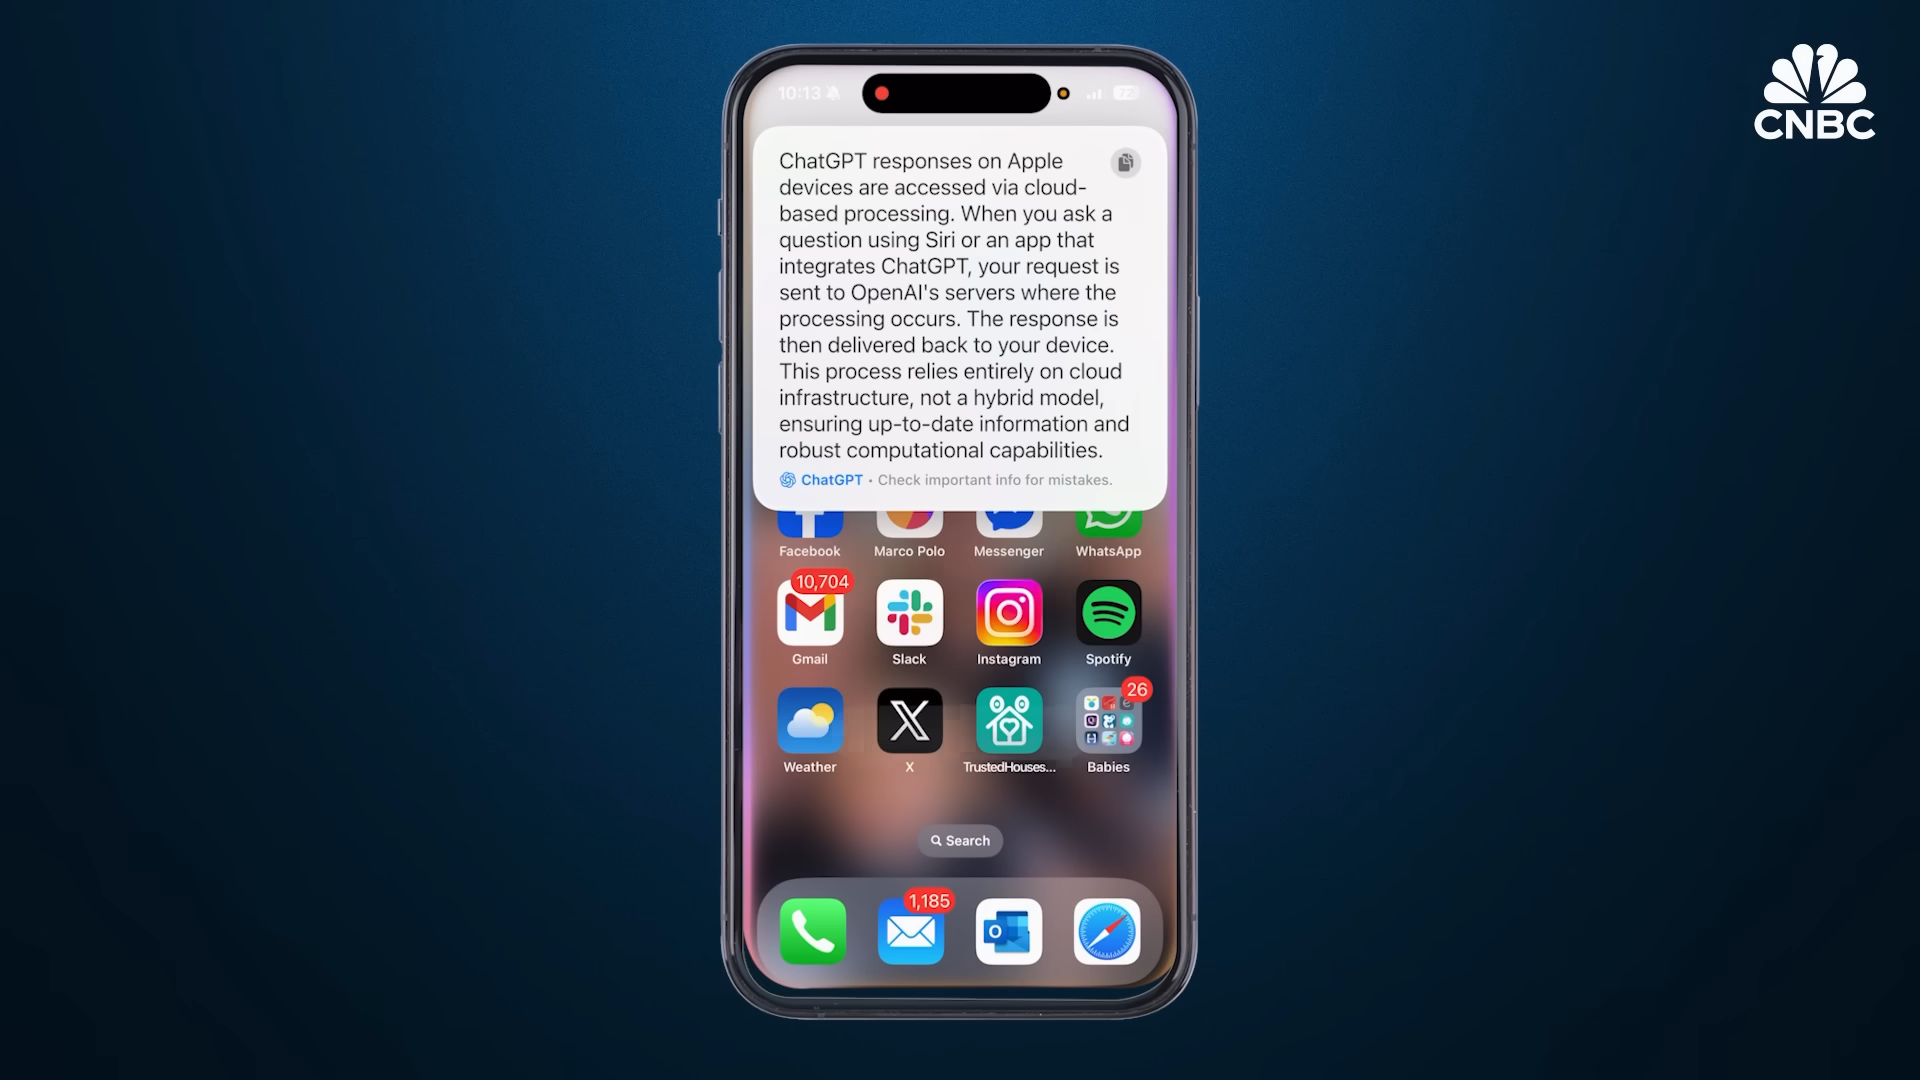 10:13
72
CNBC
ChatGPT responses on Apple
devices are accessed via cloud-
based processing. When you ask a
question using Siri or an app that
integrates ChatGPT, your request is
sent to OpenAI's servers where the
processing occurs. The response is
then delivered back to your device.
This process relies entirely on cloud
infrastructure, not a hybrid model,
ensuring up-to-date information and
robust computational capabilities.
ChatGPT • Check important info for mistakes.
Facebook Marco Polo Messenger WhatsApp
10,704
Gmail Slack Instagram Spotify
26
Weather X TrustedHouses... Babies
Search
1,185
O